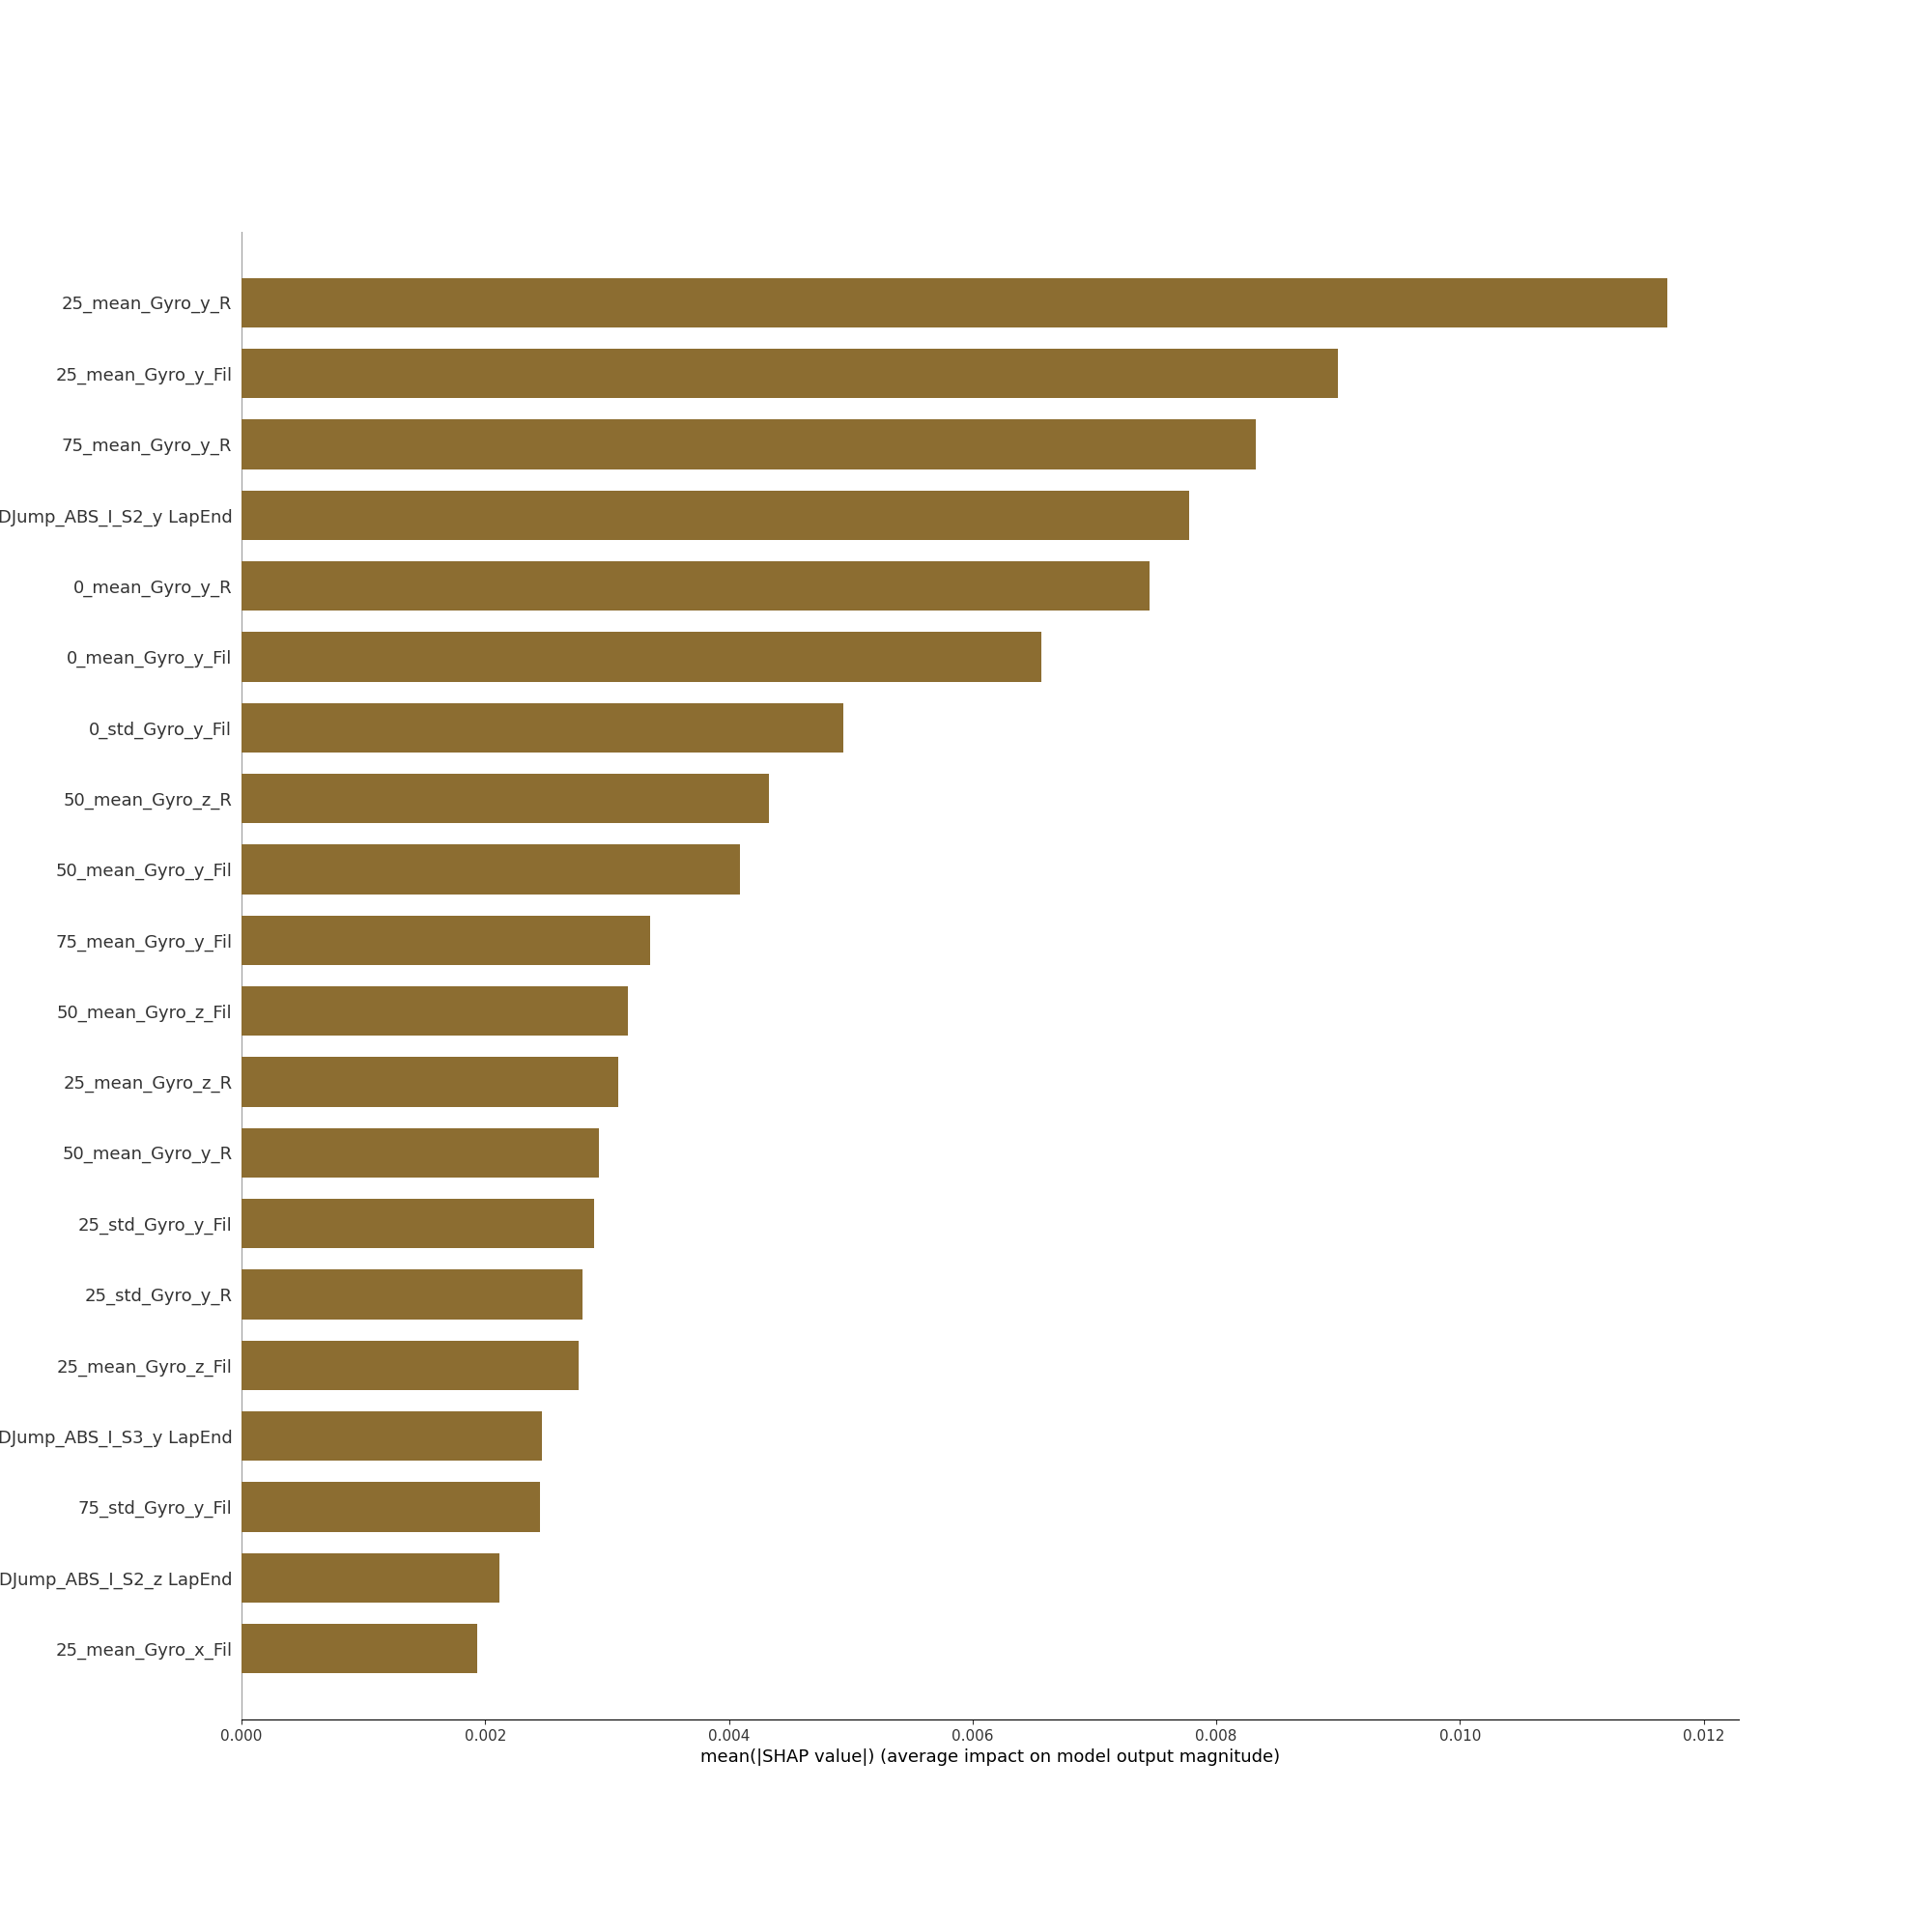 25_mean_Gyro_y_R
25_mean_Gyro_y_Fil
75_mean_Gyro_y_R
DJump_ABS_I_S2_y LapEnd
0_mean_Gyro_y_R
0_mean_Gyro_y_Fil
0_std_Gyro_y_Fil
50_mean_Gyro_z_R
50_mean_Gyro_y_Fil
75_mean_Gyro_y_Fil
50_mean_Gyro_z_Fil
25_mean_Gyro_z_R
50_mean_Gyro_y_R
25_std_Gyro_y_Fil
25_std_Gyro_y_R
25_mean_Gyro_z_Fil
DJump_ABS_I_S3_y LapEnd
75_std_Gyro_y_Fil
DJump_ABS_I_S2_z LapEnd
25_mean_Gyro_x_Fil
0.000 0.002 0.004 0.006 0.008 0.010 0.012
mean(|SHAP value|) (average impact on model output magnitude)